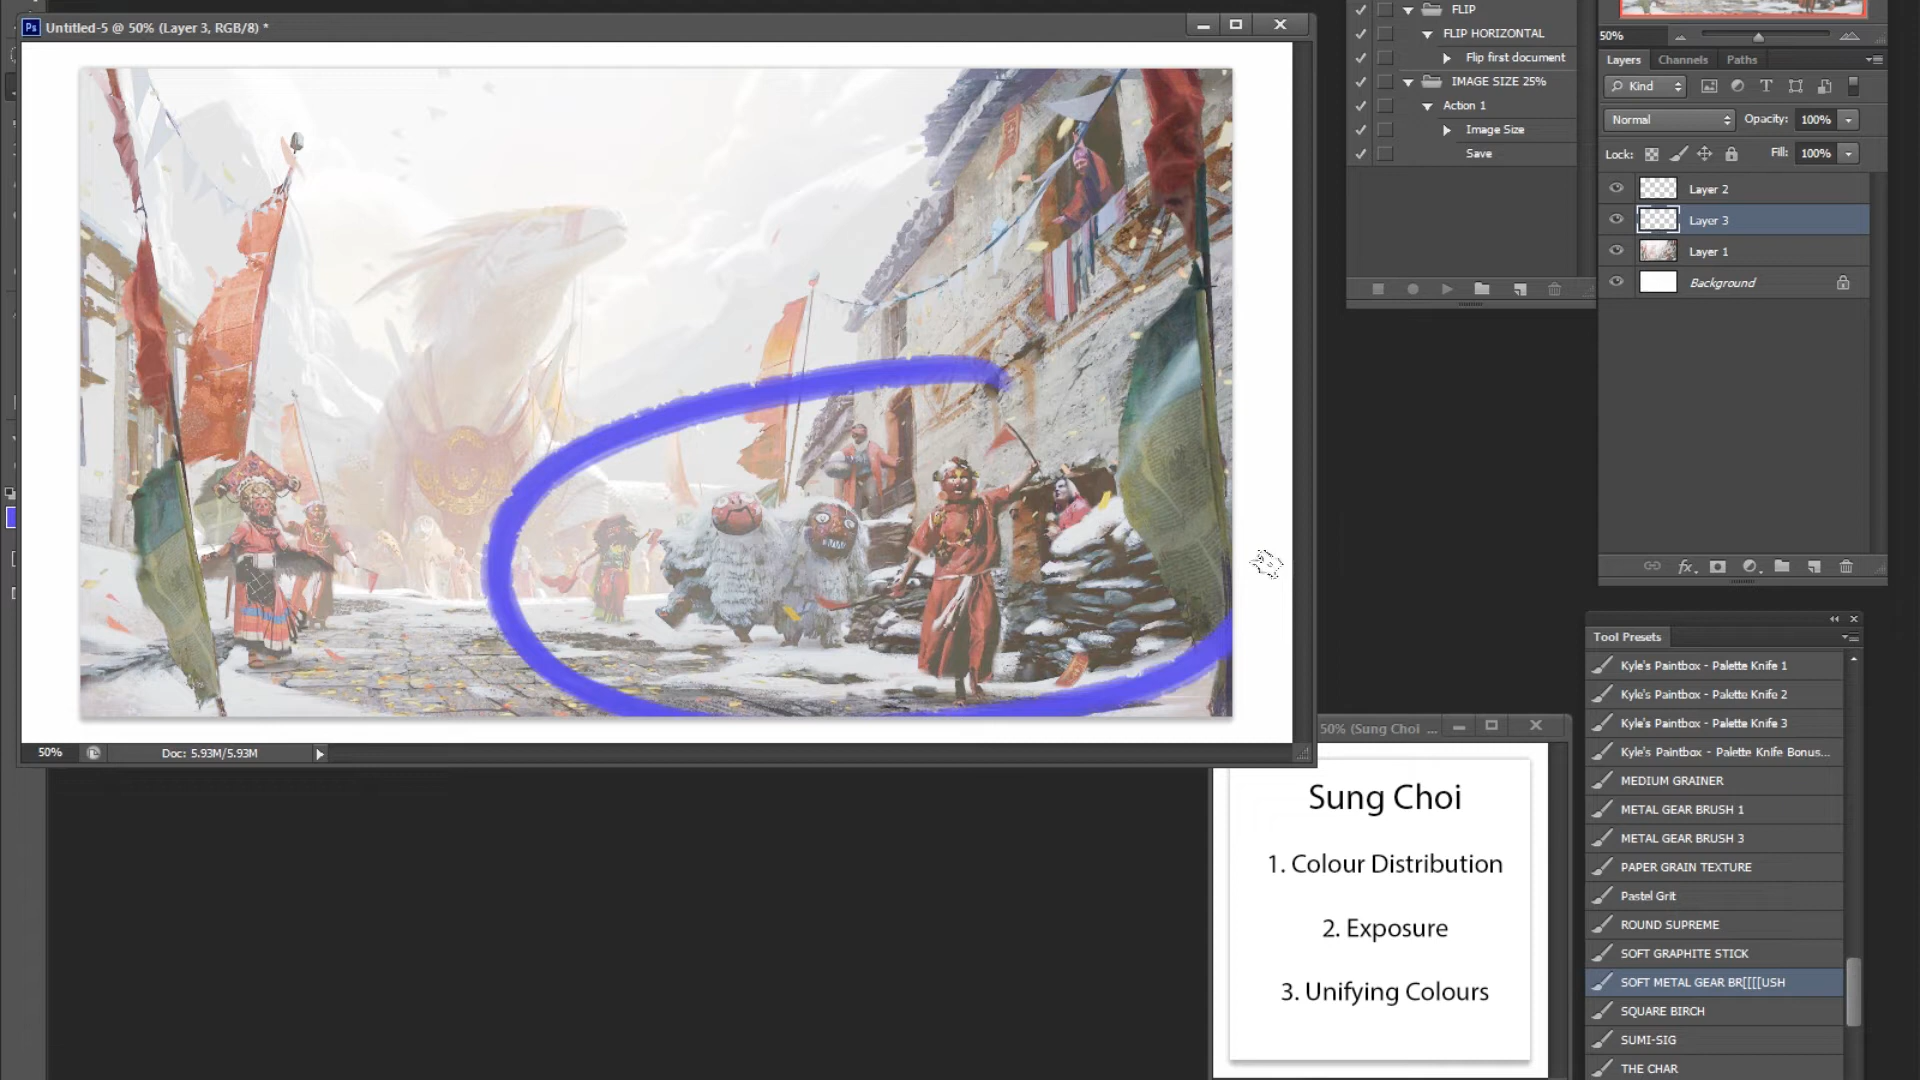 Untitled-5 @ 50% (Layer 3, RGB/8) *
50%
Doc: 5.93M/5.93M
FLIP
FLIP HORIZONTAL
Flip first document
IMAGE SIZE 25%
Action 1
Image Size
Save
50%
Layers
Channels
Paths
Kind
Normal
Opacity:
100%
Lock:
Fill:
100%
Layer 2
Layer 3
Layer 1
Background
fx
Tool Presets
Kyle's Paintbox - Palette Knife 1
Kyle's Paintbox - Palette Knife 2
Kyle's Paintbox - Palette Knife 3
Kyle's Paintbox - Palette Knife Bonus...
MEDIUM GRAINER
METAL GEAR BRUSH 1
METAL GEAR BRUSH 3
PAPER GRAIN TEXTURE
Pastel Grit
ROUND SUPREME
SOFT GRAPHITE STICK
SOFT METAL GEAR BR[[[[USH
SQUARE BIRCH
SUMI-SIG
THE CHAR
50% (Sung Choi ...
Sung Choi
1. Colour Distribution
2. Exposure
3. Unifying Colours